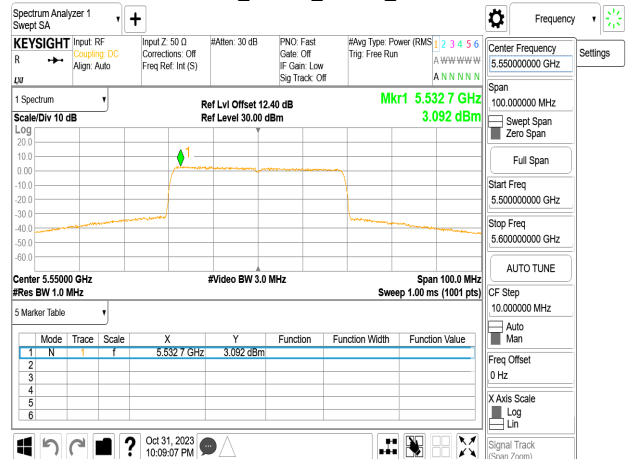 Spectrum Analyzer 1
Swept SA
Frequency
KEYSIGHT
R
Input: RF
Coupling: DC
Align: Auto
Input Z: 50 Ω
Corrections: Off
Freq Ref: Int (S)
#Atten: 30 dB
PNO: Fast
Gate: Off
IF Gain: Low
Sig Track: Off
#Avg Type: Power (RMS
Trig: Free Run
1 2 3 4 5 6
A W W W W W
A N N N N N
1 Spectrum
Scale/Div 10 dB
Ref Lvl Offset 12.40 dB
Ref Level 30.00 dBm
Mkr1 5.532 7 GHz
3.092 dBm
Log
20.0
10.0
0.00
-10.0
-20.0
-30.0
-40.0
-50.0
-60.0
1
Center 5.55000 GHz
#Res BW 1.0 MHz
#Video BW 3.0 MHz
Span 100.0 MHz
Sweep 1.00 ms (1001 pts)
5 Marker Table
Mode Trace Scale X Y Function Function Width Function Value
1 N 1 f 5.532 7 GHz 3.092 dBm
2
3
4
5
6
Oct 31, 2023
10:09:07 PM
Center Frequency
5.550000000 GHz
Settings
Span
100.000000 MHz
Swept Span
Zero Span
Full Span
Start Freq
5.500000000 GHz
Stop Freq
5.600000000 GHz
AUTO TUNE
CF Step
10.000000 MHz
Auto
Man
Freq Offset
0 Hz
X Axis Scale
Log
Lin
Signal Track
(Span Zoom)